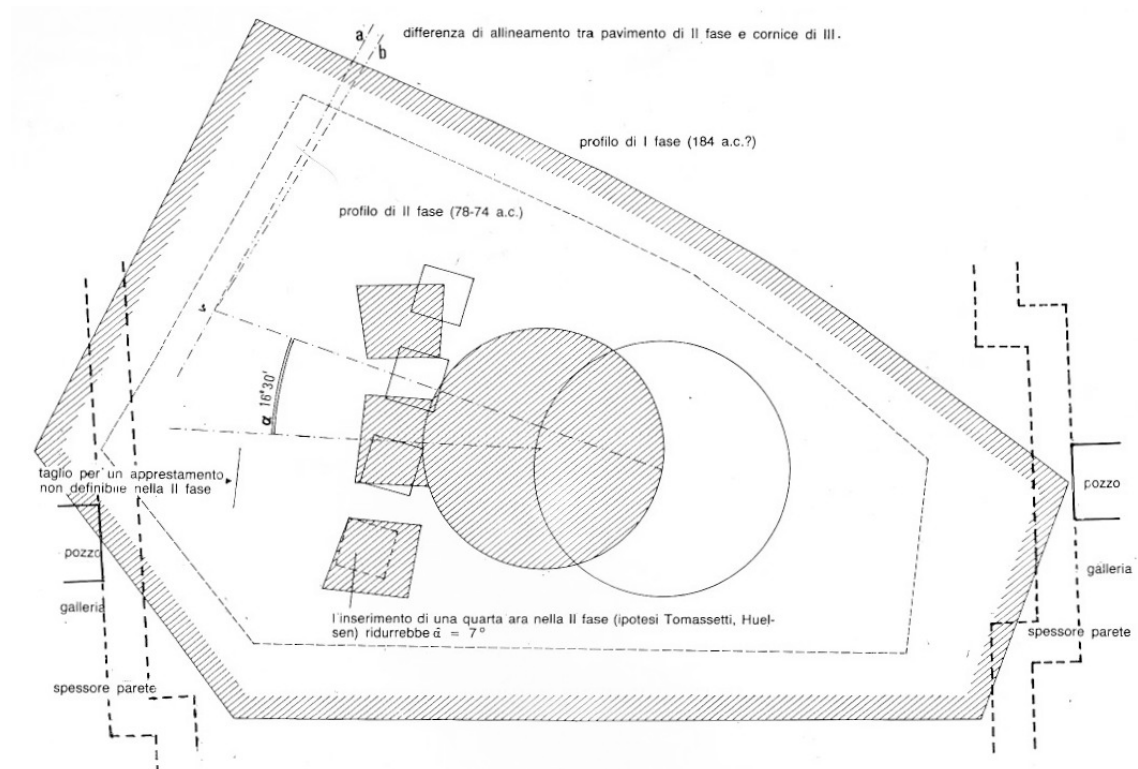 a
b
differenza di allineamento tra pavimento di II fase e cornice di III.
profilo di I fase (184 a.c.?)
profilo di II fase (78-74 a.c.)
α 16°30'
taglio per un apprestamento
non definibile nella II fase
pozzo
galleria
spessore parete
l'inserimento di una quarta ara nella II fase (ipotesi Tomassetti, Huel-
sen) ridurrebbe α̂ = 7°
pozzo
galleria
spessore parete